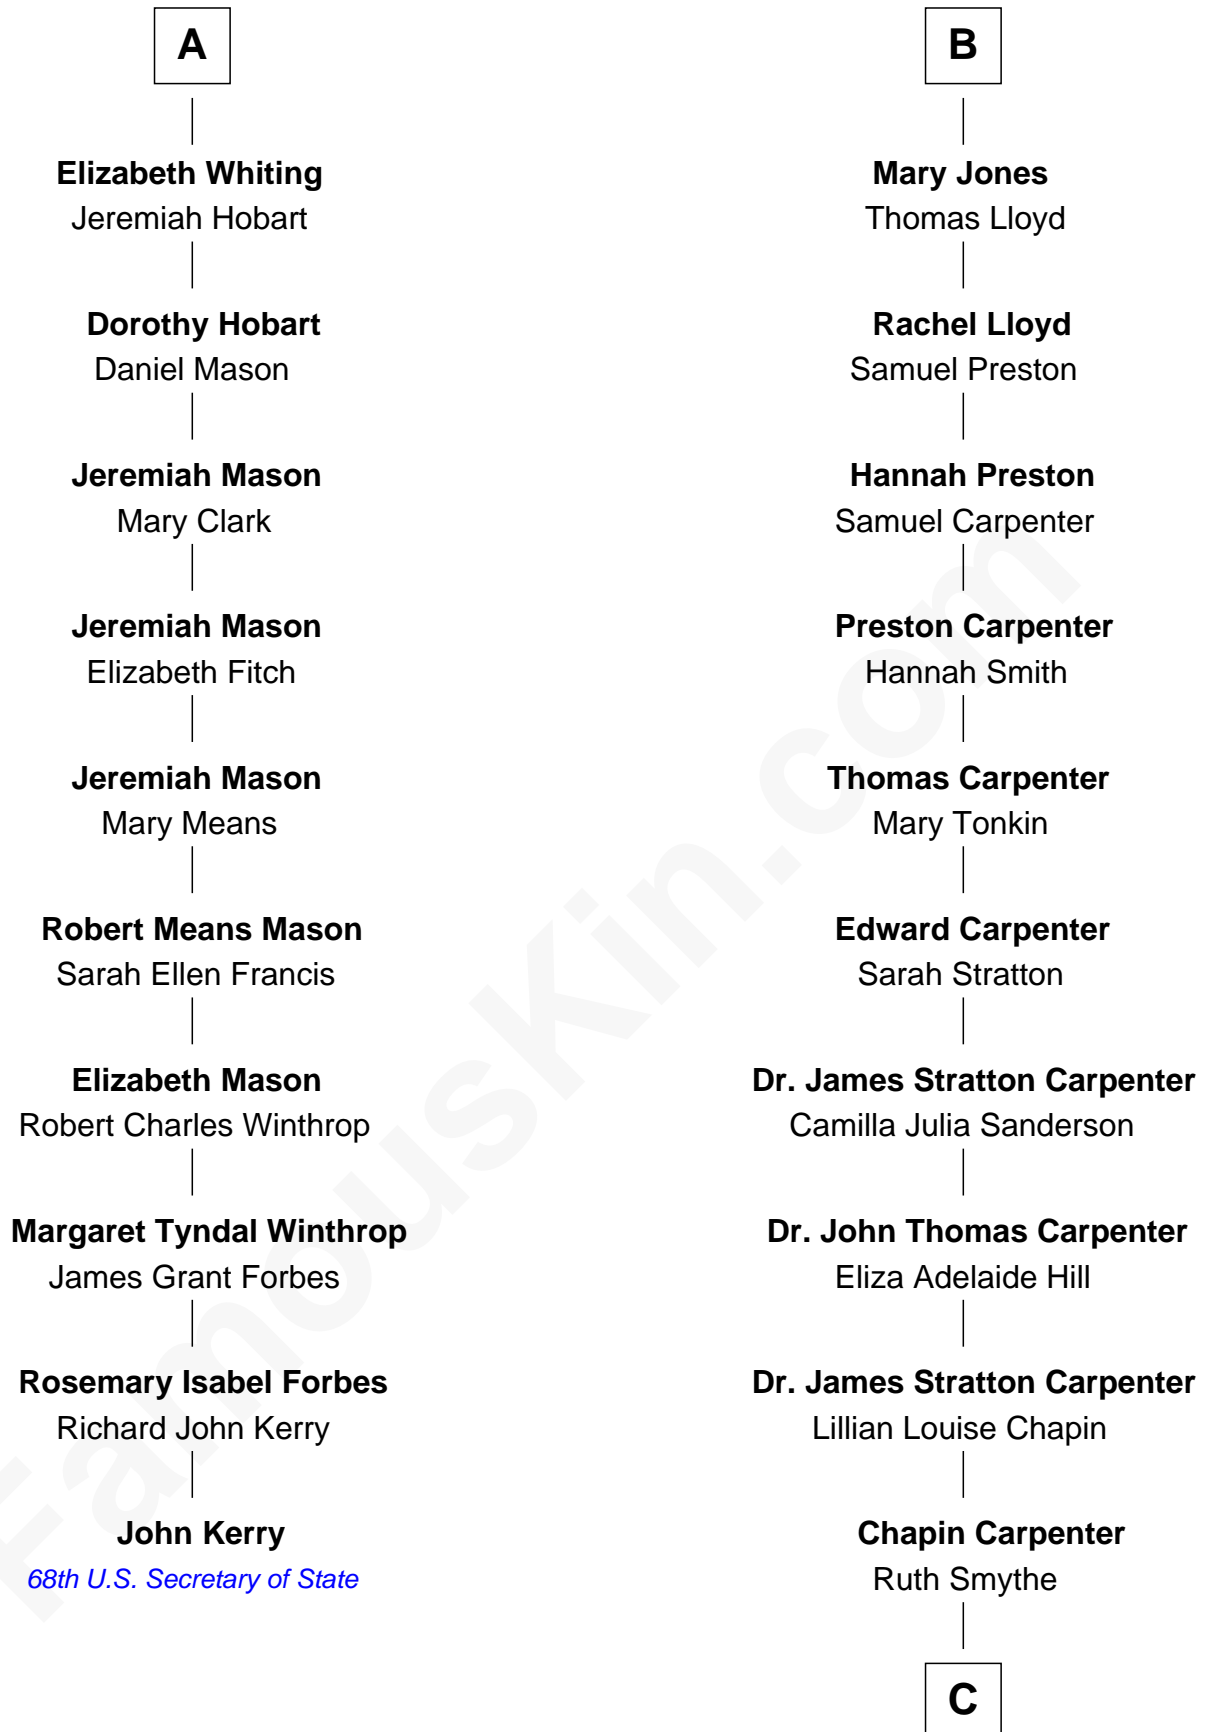 A
Elizabeth Whiting
Jeremiah Hobart
Dorothy Hobart
Daniel Mason
Jeremiah Mason
Mary Clark
Jeremiah Mason
Elizabeth Fitch
Jeremiah Mason
Mary Means
Robert Means Mason
Sarah Ellen Francis
Elizabeth Mason
Robert Charles Winthrop
Margaret Tyndal Winthrop
James Grant Forbes
Rosemary Isabel Forbes
Richard John Kerry
John Kerry
68th U.S. Secretary of State
B
Mary Jones
Thomas Lloyd
Rachel Lloyd
Samuel Preston
Hannah Preston
Samuel Carpenter
Preston Carpenter
Hannah Smith
Thomas Carpenter
Mary Tonkin
Edward Carpenter
Sarah Stratton
Dr. James Stratton Carpenter
Camilla Julia Sanderson
Dr. John Thomas Carpenter
Eliza Adelaide Hill
Dr. James Stratton Carpenter
Lillian Louise Chapin
Chapin Carpenter
Ruth Smythe
C
FamousKin.com